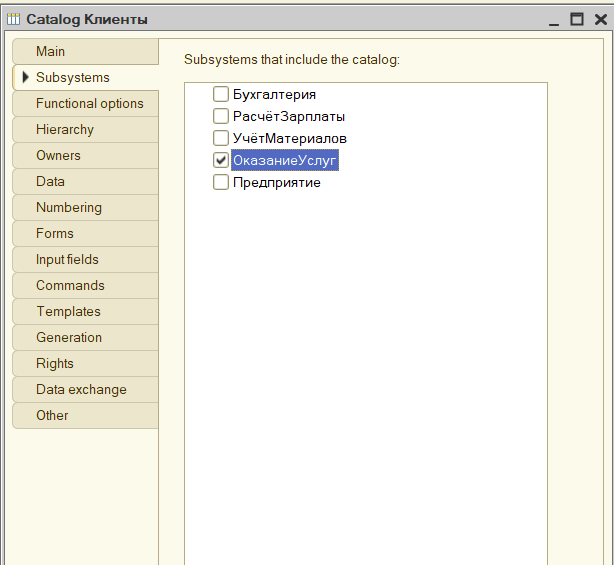 Catalog Клиенты
Main
Subsystems
Functional options
Hierarchy
Owners
Data
Numbering
Forms
Input fields
Commands
Templates
Generation
Rights
Data exchange
Other
Subsystems that include the catalog:
Бухгалтерия
РасчётЗарплаты
УчётМатериалов
ОказаниеУслуг
Предприятие